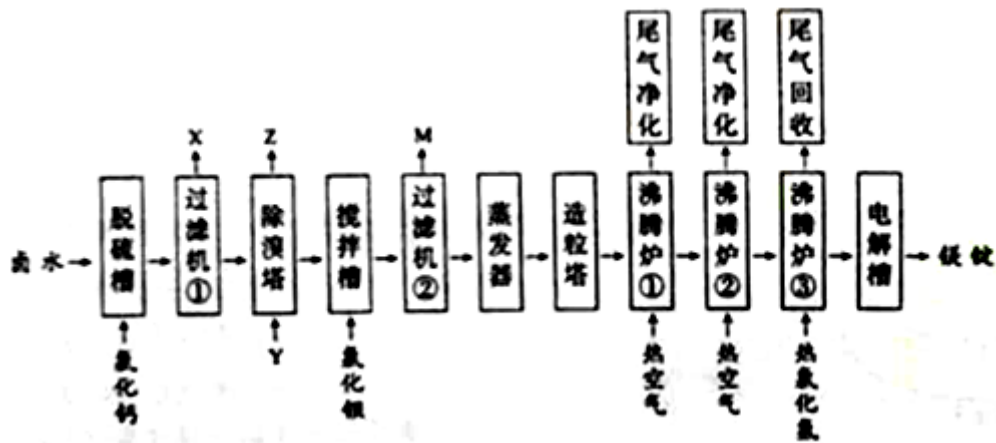 尾气净化
尾气净化
尾气回收
X
Z
M
卤水
脱硫槽
过滤机①
除溴塔
搅拌槽
过滤机②
蒸发器
造粒塔
沸腾炉①
沸腾炉②
沸腾炉③
电解槽
镁锭
氯化钙
Y
氯化钡
热空气
热空气
热氯化氢